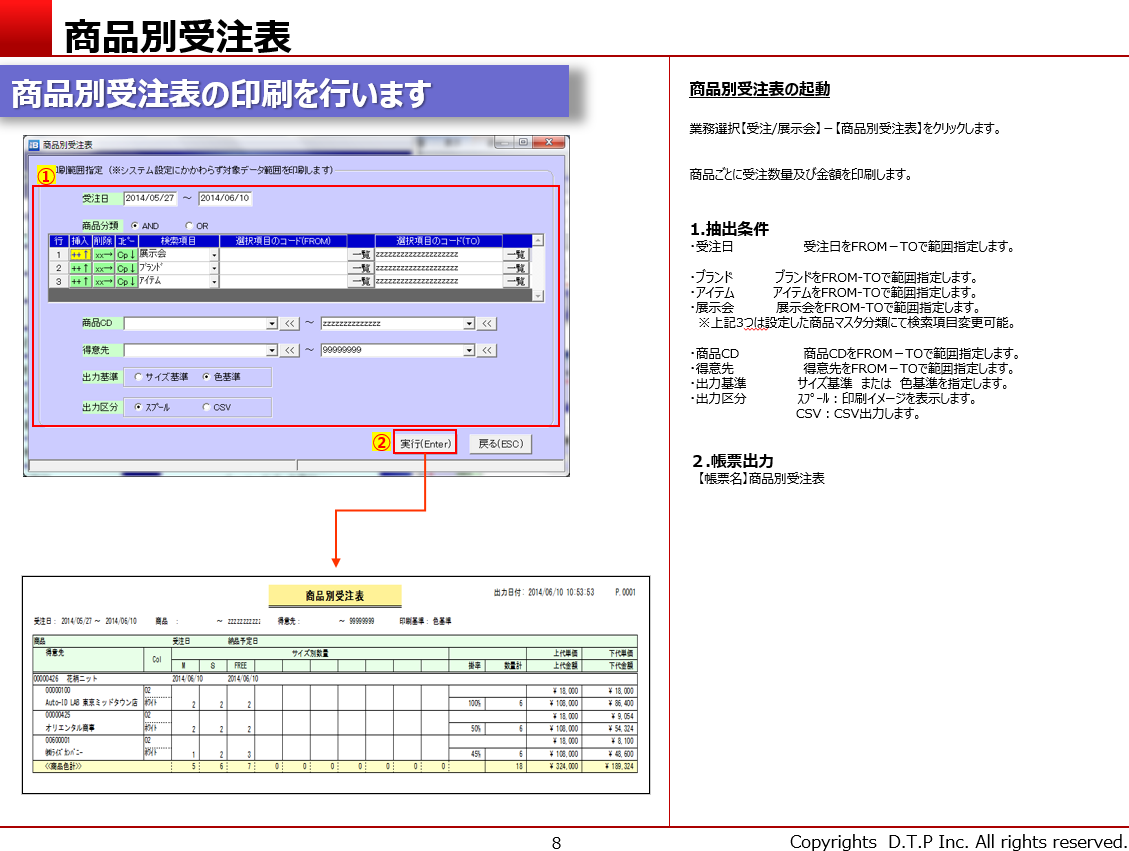 商品別受注表
商品別受注表の印刷を行います
商品別受注表
① 印刷範囲指定（※システム設定にかかわらず対象データ範囲を印刷します）
受注日 2014/05/27 ～ 2014/06/10
商品分類 AND OR
行 挿入 削除 ｺﾋﾟｰ 検索項目 選択項目のコード(FROM) 選択項目のコード(TO)
1 ++↑ xx→ Cp↓ 展示会 一覧 zzzzzzzzzzzzzzzzzzzz 一覧
2 ++↑ xx→ Cp↓ ﾌﾞﾗﾝﾄﾞ 一覧 zzzzzzzzzzzzzzzzzzzz 一覧
3 ++↑ xx→ Cp↓ ｱｲﾃﾑ 一覧 zzzzzzzzzzzzzzzzzzzz 一覧
商品CD << ～ zzzzzzzzzzzzzz <<
得意先 << ～ 99999999 <<
出力基準 サイズ基準 色基準
出力区分 ｽﾌﾟｰﾙ CSV
② 実行(Enter) 戻る(ESC)
商品別受注表
出力日付: 2014/06/10 10:53:53 P.0001
受注日: 2014/05/27 ～ 2014/06/10 商品 : ～ zzzzzzzzzzz 得意先: ～ 99999999 印刷基準: 色基準
商品 受注日 納品予定日
得意先 Col サイズ別数量 上代単価 下代単価
M S FREE 掛率 数量計 上代金額 下代金額
00000426 花柄ニット 2014/06/10 2014/06/10
00000100 02 ¥ 18,000 ¥ 18,000
Auto-ID LAB 東京ミッドタウン店 ﾎﾜｲﾄ 2 2 2 100% 6 ¥ 108,000 ¥ 86,400
00000425 02 ¥ 18,000 ¥ 9,054
オリエンタル商事 ﾎﾜｲﾄ 2 2 2 50% 6 ¥ 108,000 ¥ 54,324
00600001 02 ¥ 18,000 ¥ 8,100
㈱ﾗｲｽﾞｶﾝﾊﾟﾆｰ ﾎﾜｲﾄ 1 2 3 45% 6 ¥ 108,000 ¥ 48,600
<<商品色計>> 5 6 7 0 0 0 0 0 0 0 18 ¥ 324,000 ¥ 189,324
商品別受注表の起動
業務選択【受注/展示会】－【商品別受注表】をクリックします。
商品ごとに受注数量及び金額を印刷します。
1.抽出条件
・受注日 受注日をFROM－TOで範囲指定します。
・ブランド ブランドをFROM-TOで範囲指定します。
・アイテム アイテムをFROM-TOで範囲指定します。
・展示会 展示会をFROM-TOで範囲指定します。
※上記3つは設定した商品マスタ分類にて検索項目変更可能。
・商品CD 商品CDをFROM－TOで範囲指定します。
・得意先 得意先をFROM－TOで範囲指定します。
・出力基準 サイズ基準 または 色基準を指定します。
・出力区分 ｽﾌﾟｰﾙ：印刷イメージを表示します。
CSV：CSV出力します。
２.帳票出力
【帳票名】商品別受注表
8
Copyrights D.T.P Inc. All rights reserved.